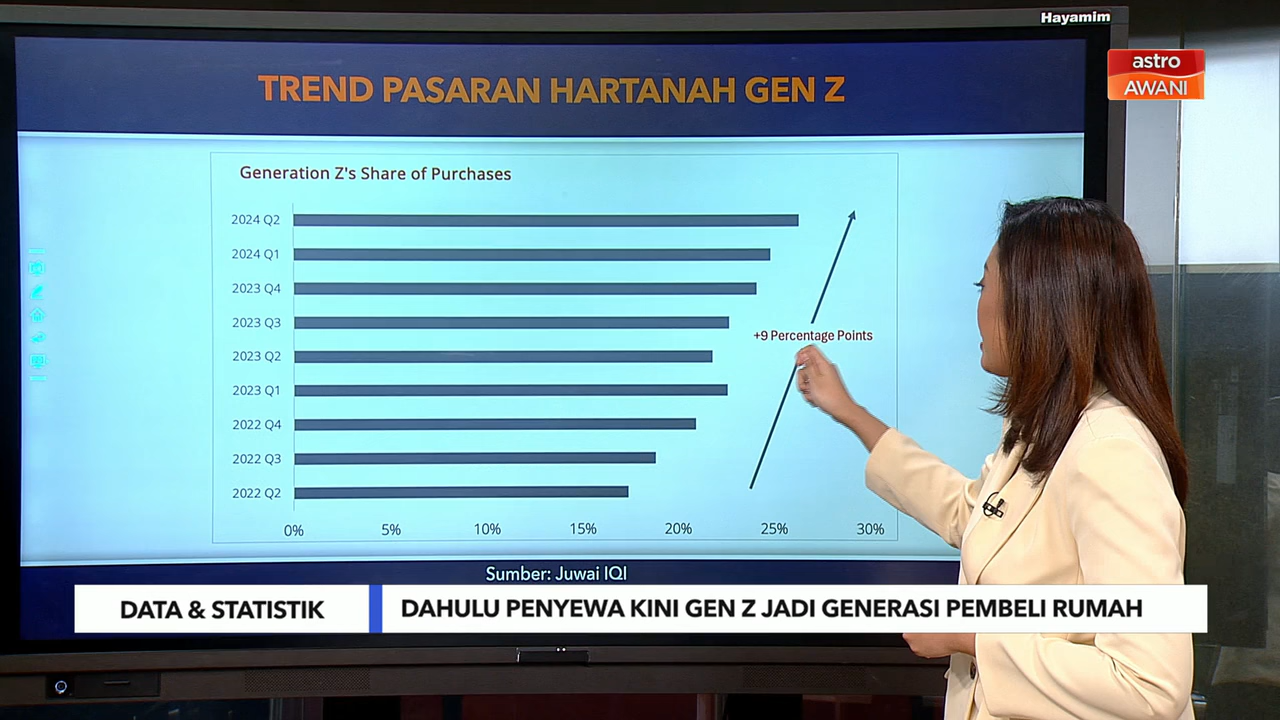 Hayamim
astro
AWANI
TREND PASARAN HARTANAH GEN Z
Generation Z's Share of Purchases
2024 Q2
2024 Q1
2023 Q4
2023 Q3
+9 Percentage Points
2023 Q2
2023 Q1
2022 Q4
2022 Q3
2022 Q2
0% 5% 10% 15% 20% 25% 30%
Sumber: Juwai IQI
DATA & STATISTIK
DAHULU PENYEWA KINI GEN Z JADI GENERASI PEMBELI RUMAH